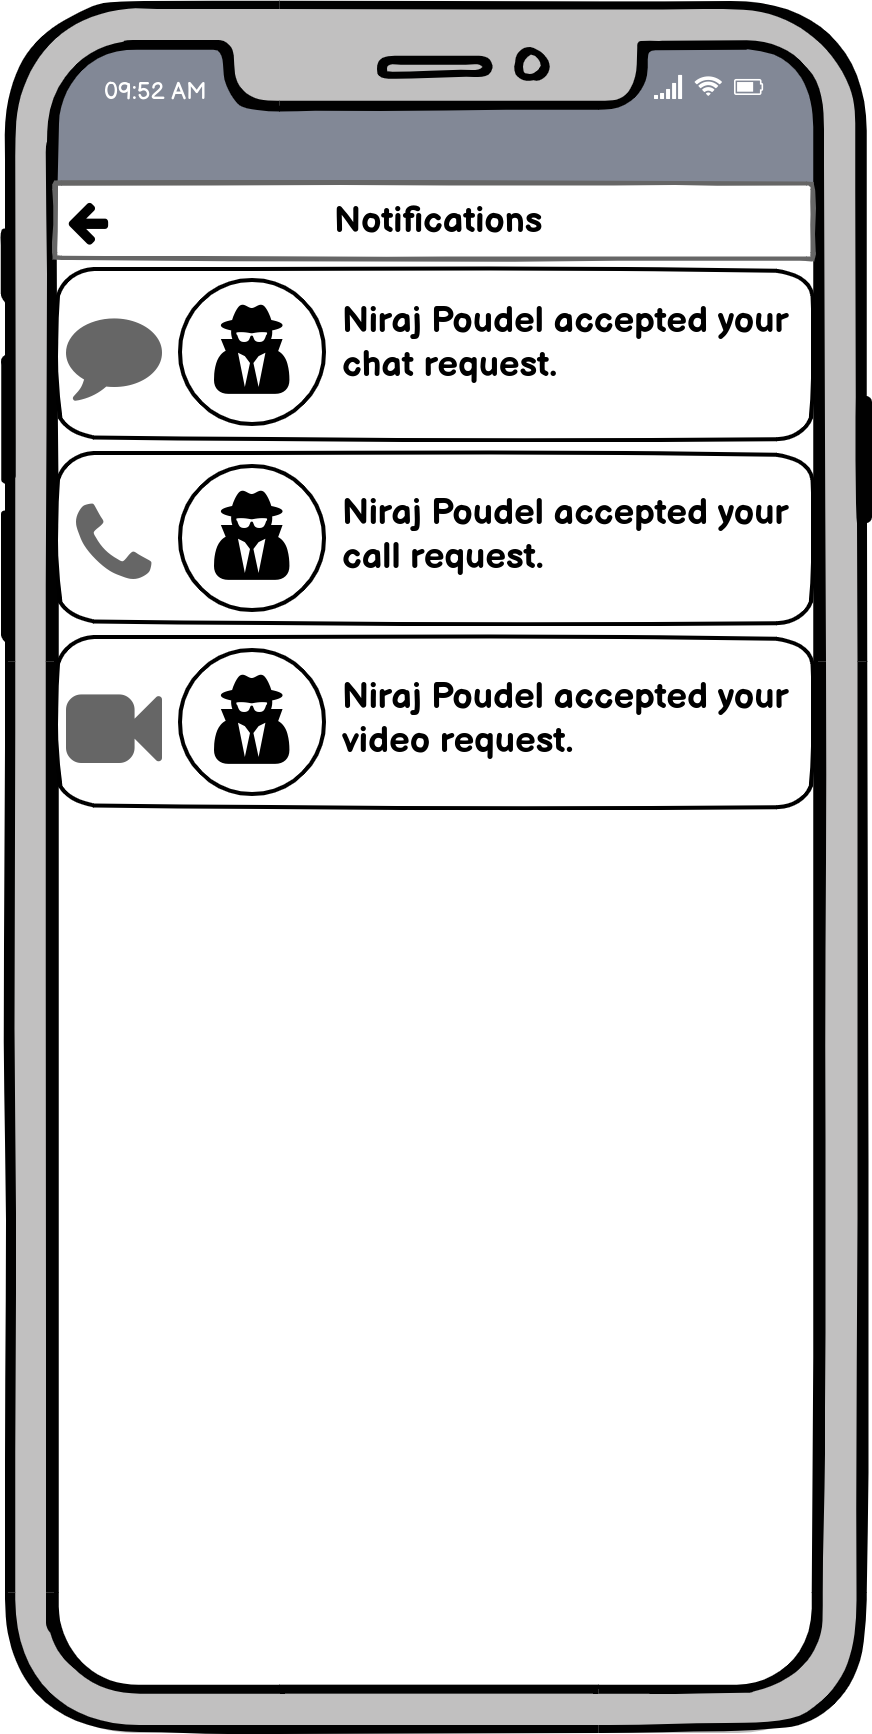 09:52 AM
Notifications
Niraj Poudel accepted your
chat request.
Niraj Poudel accepted your
call request.
Niraj Poudel accepted your
video request.